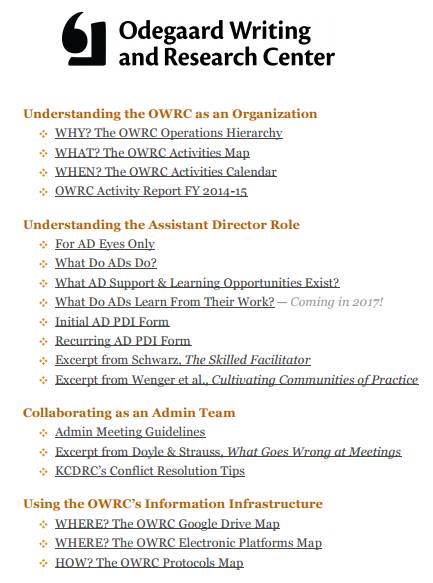 Odegaard Writing
and Research Center
Understanding the OWRC as an Organization
WHY? The OWRC Operations Hierarchy
WHAT? The OWRC Activities Map
WHEN? The OWRC Activities Calendar
OWRC Activity Report FY 2014-15
Understanding the Assistant Director Role
For AD Eyes Only
What Do ADs Do?
What AD Support & Learning Opportunities Exist?
What Do ADs Learn From Their Work? — Coming in 2017!
Initial AD PDI Form
Recurring AD PDI Form
Excerpt from Schwarz, The Skilled Facilitator
Excerpt from Wenger et al., Cultivating Communities of Practice
Collaborating as an Admin Team
Admin Meeting Guidelines
Excerpt from Doyle & Strauss, What Goes Wrong at Meetings
KCDRC's Conflict Resolution Tips
Using the OWRC's Information Infrastructure
WHERE? The OWRC Google Drive Map
WHERE? The OWRC Electronic Platforms Map
HOW? The OWRC Protocols Map